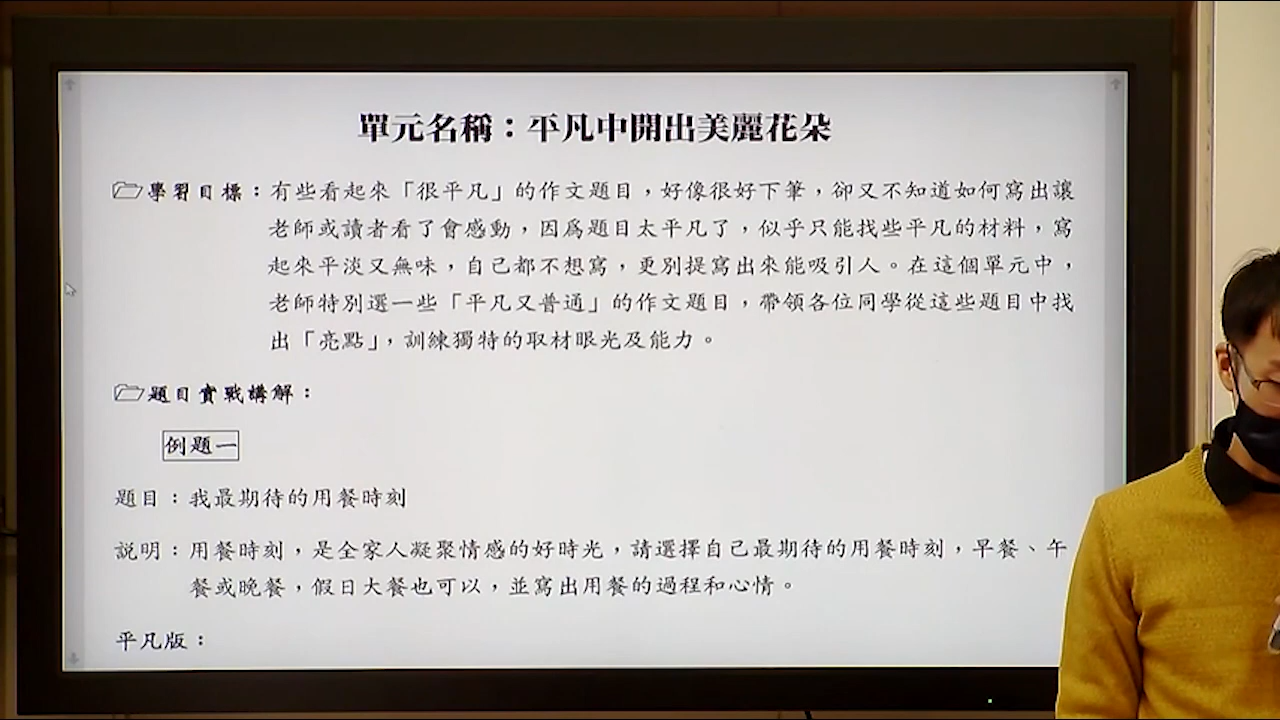 單元名稱：平凡中開出美麗花朵
學習目標：有些看起來「很平凡」的作文題目，好像很好下筆，卻又不知道如何寫出讓
老師或讀者看了會感動，因為題目太平凡了，似乎只能找些平凡的材料，寫
起來平淡又無味，自己都不想寫，更別提寫出來能吸引人。在這個單元中，
老師特別選一些「平凡又普通」的作文題目，帶領各位同學從這些題目中找
出「亮點」，訓練獨特的取材眼光及能力。
題目實戰講解：
例題一
題目：我最期待的用餐時刻
說明：用餐時刻，是全家人凝聚情感的好時光，請選擇自己最期待的用餐時刻，早餐、午
餐或晚餐，假日大餐也可以，並寫出用餐的過程和心情。
平凡版：